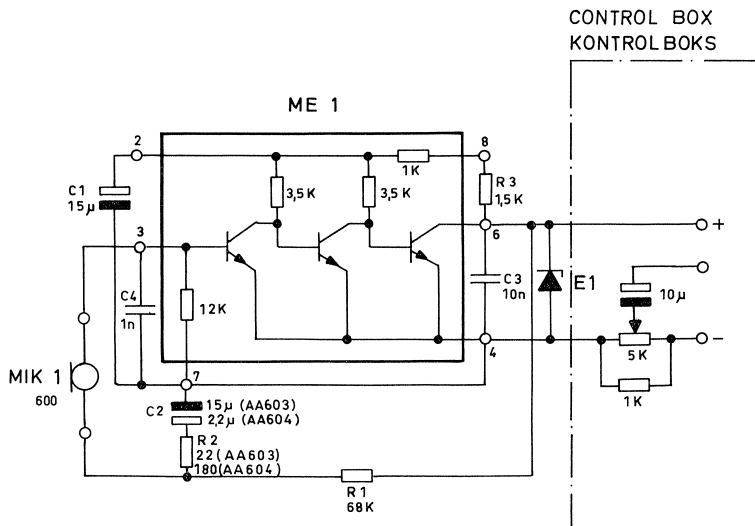 CONTROL BOX
KONTROLBOKS
ME 1
2
8
1K
C1
15µ
3,5K
3,5K
R3
1,5K
3
6
+
C4
1n
12K
C3
10n
E1
10µ
4
5K
-
MIK 1
600
7
1K
C2
15µ (AA603)
2,2µ (AA604)
R2
22(AA603)
180(AA604)
R1
68K